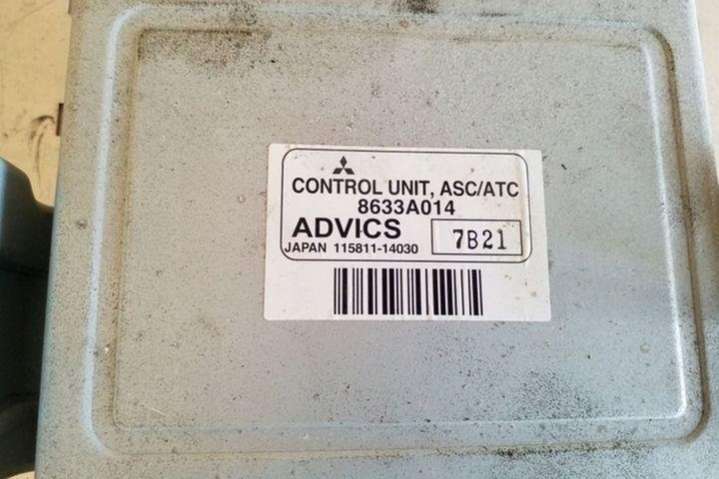 CONTROL UNIT, ASC/ATC
8633A014
ADVICS 7B21
JAPAN 115811-14030